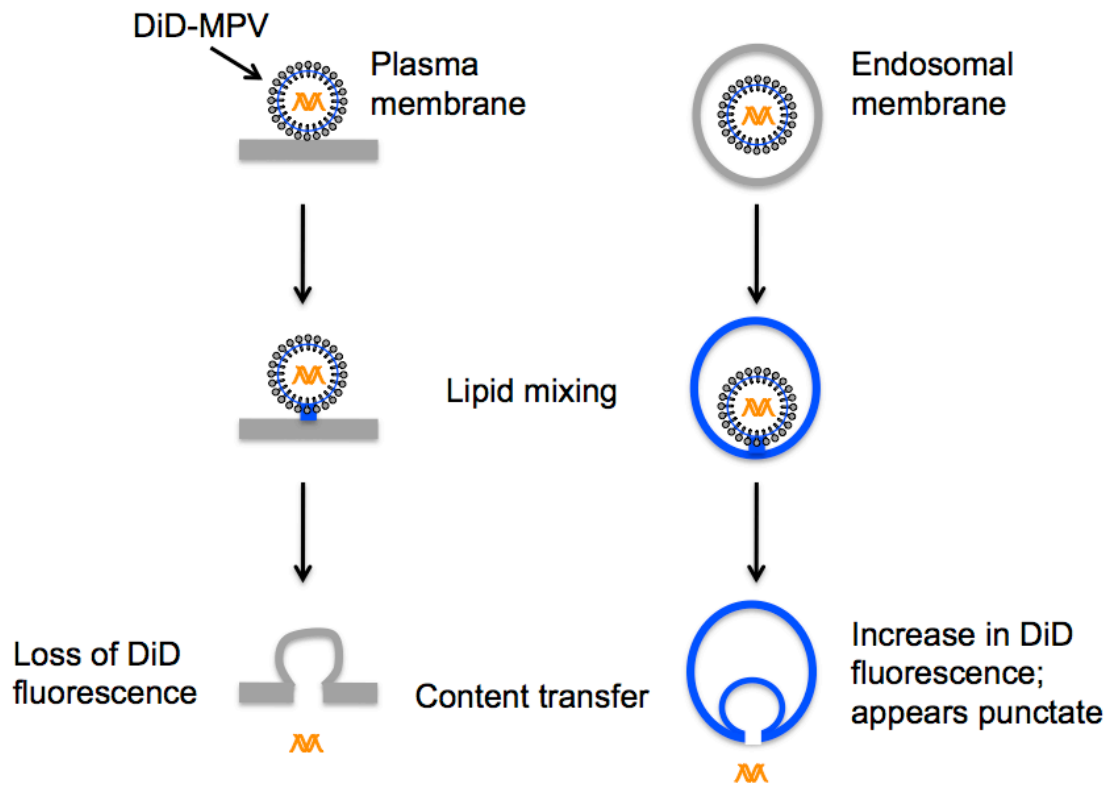 DiD-MPV
Plasma
membrane
Endosomal
membrane
Lipid mixing
Loss of DiD
fluorescence
Content transfer
Increase in DiD
fluorescence;
appears punctate